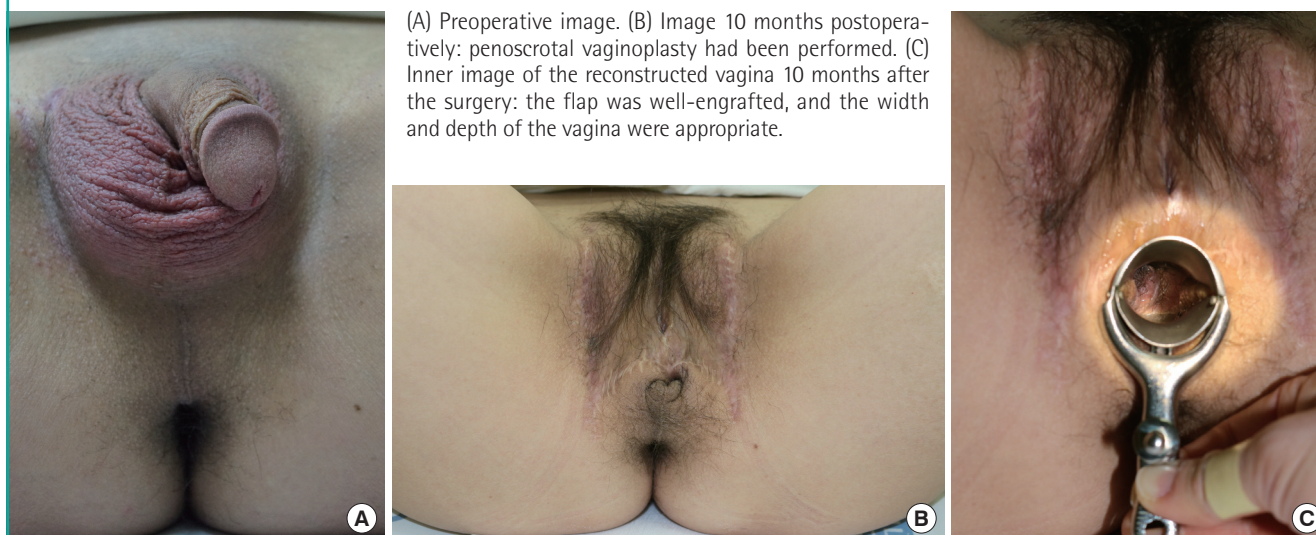 (A) Preoperative image. (B) Image 10 months postopera-
tively: penoscrotal vaginoplasty had been performed. (C)
Inner image of the reconstructed vagina 10 months after
the surgery: the flap was well-engrafted, and the width
and depth of the vagina were appropriate.
A
B
C